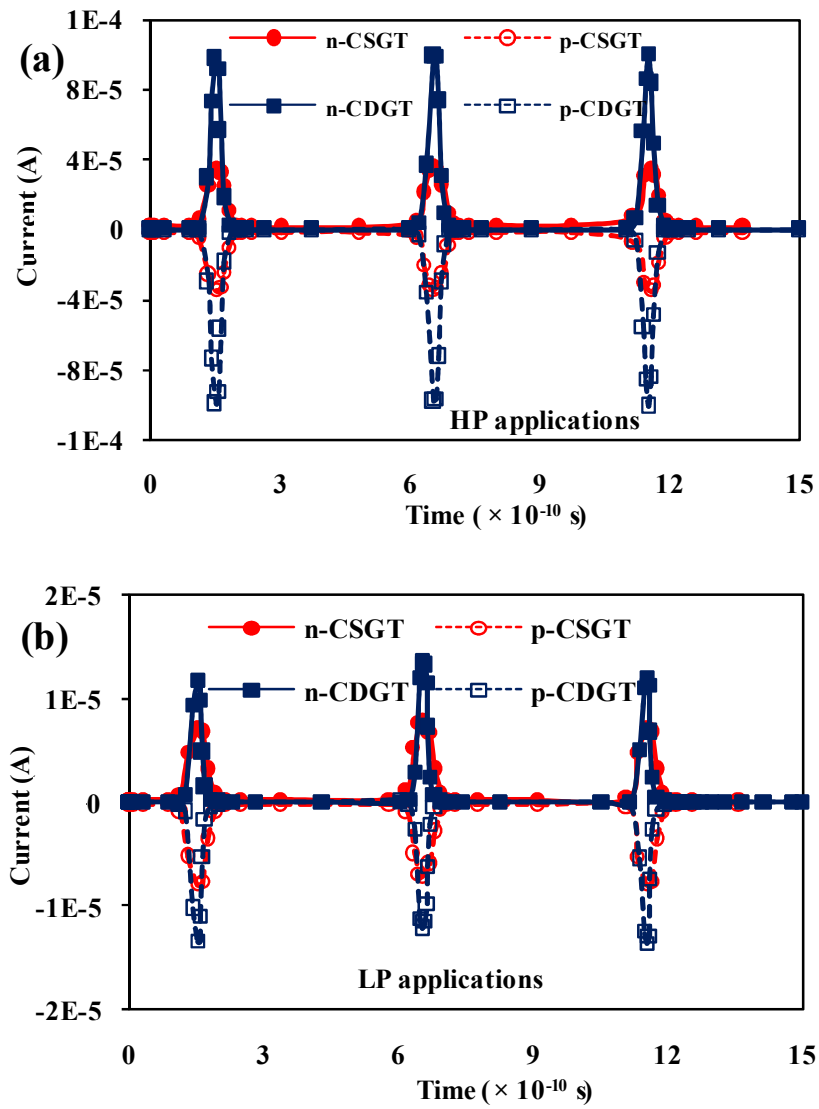 1E-4
(a)
n-CSGT p-CSGT
8E-5
n-CDGT p-CDGT
4E-5
0
-4E-5
-8E-5
-1E-4
Current (A)
HP applications
0 3 6 9 12 15
Time ( × 10⁻¹⁰ s)
2E-5
(b)
n-CSGT p-CSGT
n-CDGT p-CDGT
1E-5
0
-1E-5
-2E-5
Current (A)
LP applications
0 3 6 9 12 15
Time ( × 10⁻¹⁰ s)